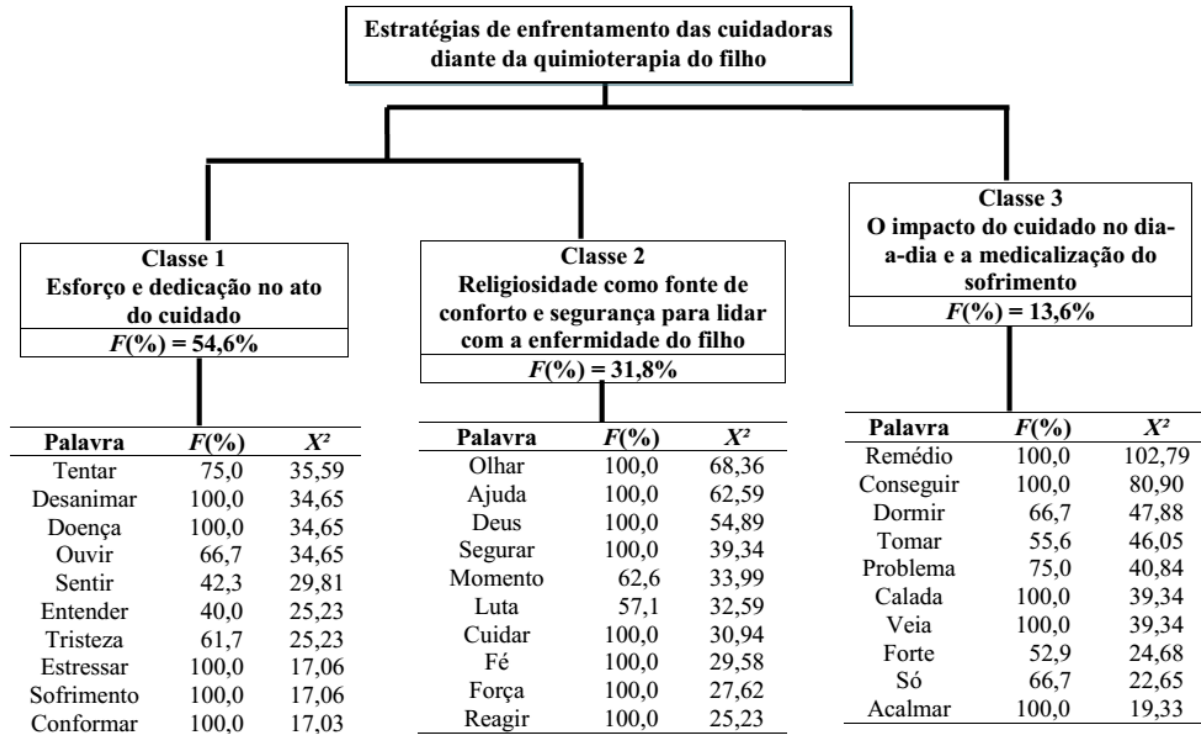 Estratégias de enfrentamento das cuidadoras
diante da quimioterapia do filho
Classe 1
Esforço e dedicação no ato
do cuidado
F(%) = 54,6%
Palavra F(%) X²
Tentar 75,0 35,59
Desanimar 100,0 34,65
Doença 100,0 34,65
Ouvir 66,7 34,65
Sentir 42,3 29,81
Entender 40,0 25,23
Tristeza 61,7 25,23
Estressar 100,0 17,06
Sofrimento 100,0 17,06
Conformar 100,0 17,03
Classe 2
Religiosidade como fonte de
conforto e segurança para lidar
com a enfermidade do filho
F(%) = 31,8%
Palavra F(%) X²
Olhar 100,0 68,36
Ajuda 100,0 62,59
Deus 100,0 54,89
Segurar 100,0 39,34
Momento 62,6 33,99
Luta 57,1 32,59
Cuidar 100,0 30,94
Fé 100,0 29,58
Força 100,0 27,62
Reagir 100,0 25,23
Classe 3
O impacto do cuidado no dia-
a-dia e a medicalização do
sofrimento
F(%) = 13,6%
Palavra F(%) X²
Remédio 100,0 102,79
Conseguir 100,0 80,90
Dormir 66,7 47,88
Tomar 55,6 46,05
Problema 75,0 40,84
Calada 100,0 39,34
Veia 100,0 39,34
Forte 52,9 24,68
Só 66,7 22,65
Acalmar 100,0 19,33